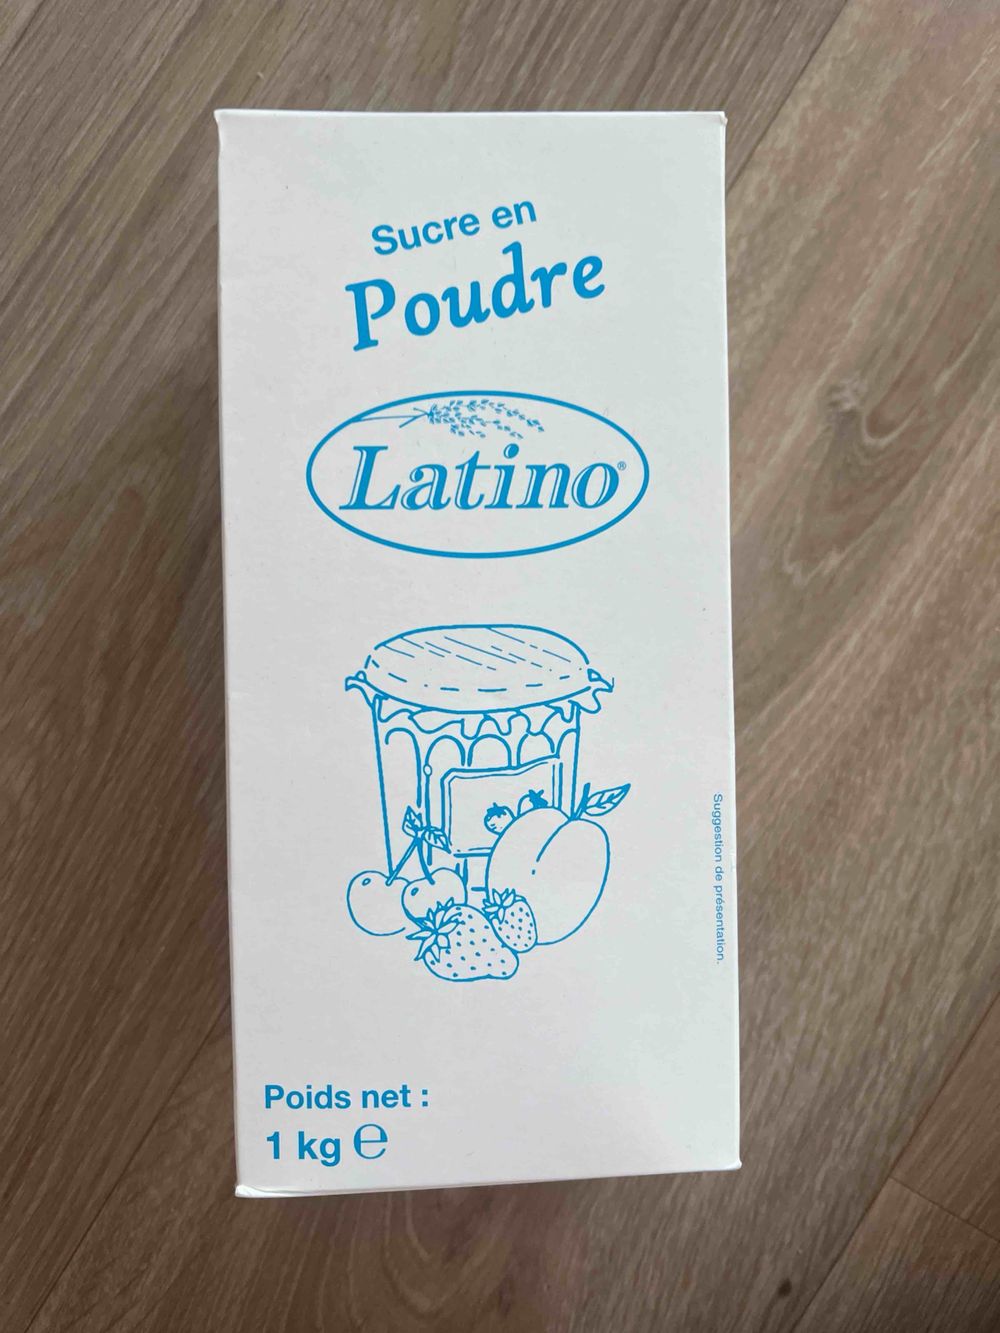 Sucre en
Poudre
Latino®
Suggestion de présentation.
Poids net :
1 kg ℮